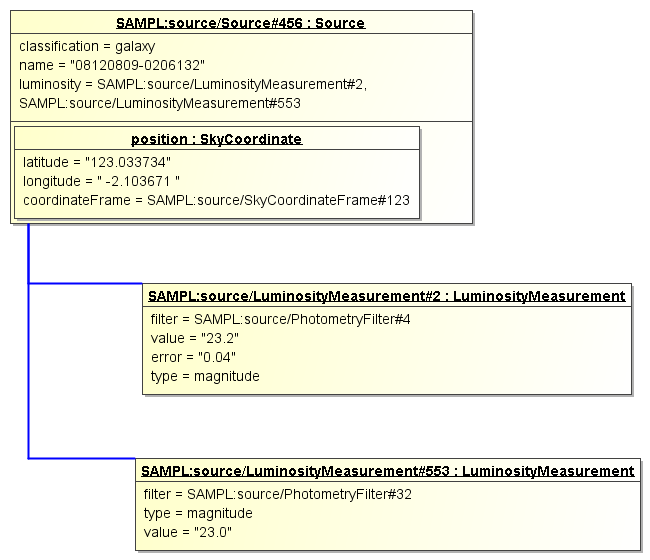 SAMPL:source/Source#456 : Source
classification = galaxy
name = "08120809-0206132"
luminosity = SAMPL:source/LuminosityMeasurement#2,
SAMPL:source/LuminosityMeasurement#553
position : SkyCoordinate
latitude = "123.033734"
longitude = " -2.103671 "
coordinateFrame = SAMPL:source/SkyCoordinateFrame#123
SAMPL:source/LuminosityMeasurement#2 : LuminosityMeasurement
filter = SAMPL:source/PhotometryFilter#4
value = "23.2"
error = "0.04"
type = magnitude
SAMPL:source/LuminosityMeasurement#553 : LuminosityMeasurement
filter = SAMPL:source/PhotometryFilter#32
type = magnitude
value = "23.0"